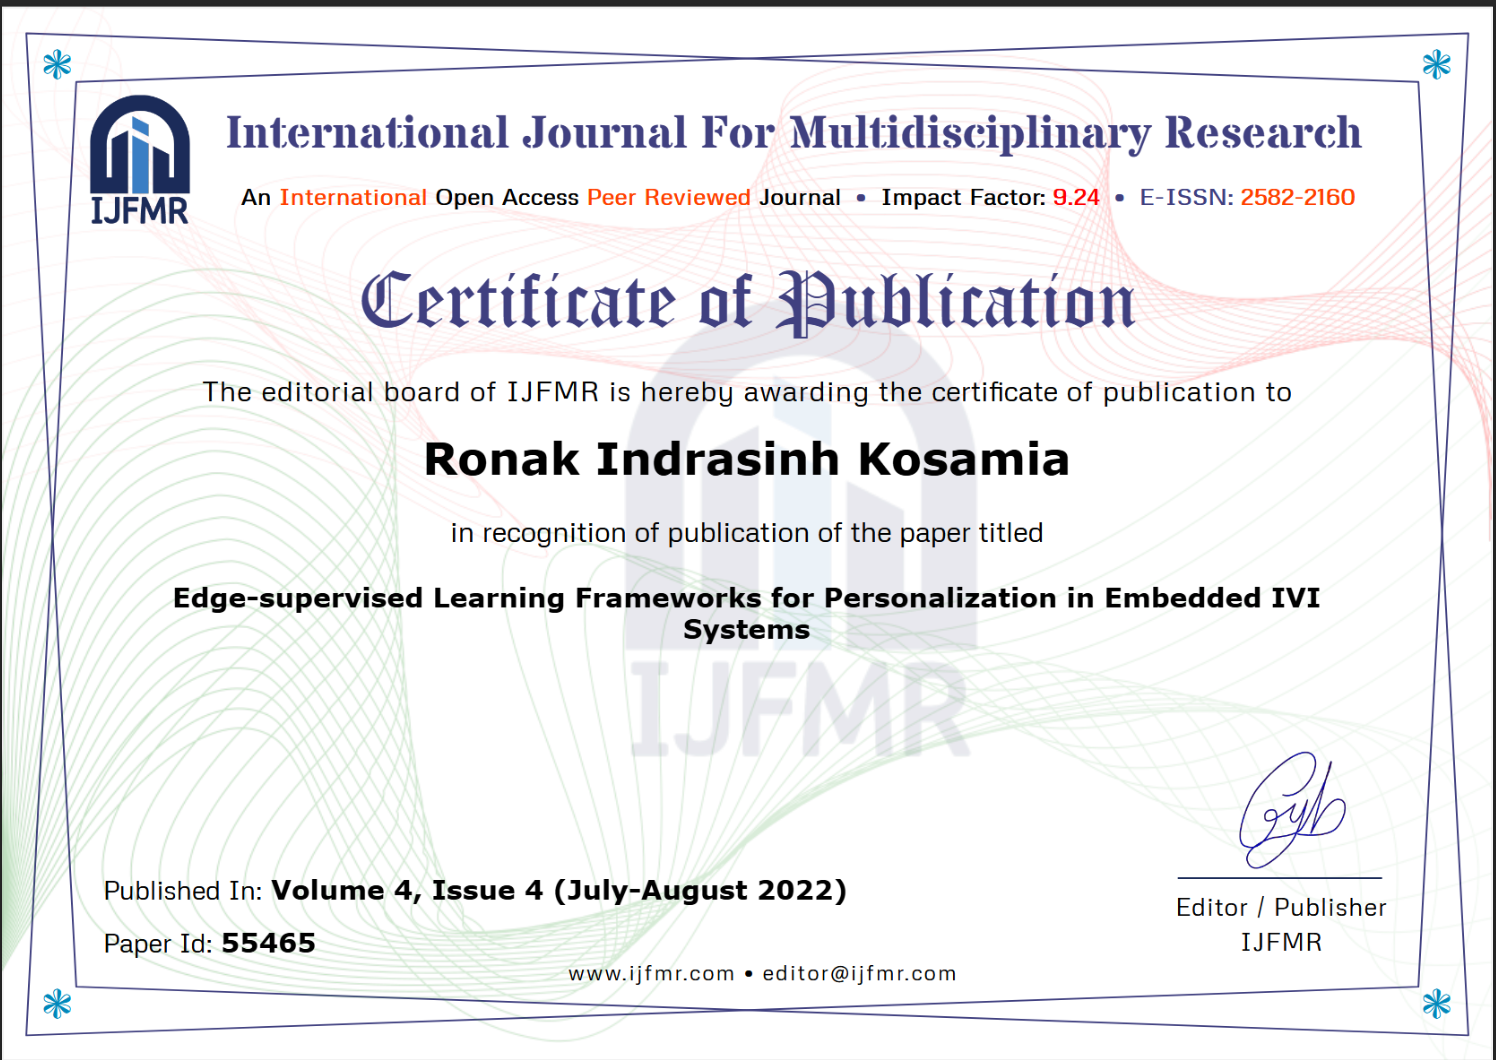 International Journal For Multidisciplinary Research
IJFMR
An International Open Access Peer Reviewed Journal • Impact Factor: 9.24 • E-ISSN: 2582-2160
Certificate of Publication
The editorial board of IJFMR is hereby awarding the certificate of publication to
Ronak Indrasinh Kosamia
in recognition of publication of the paper titled
Edge-supervised Learning Frameworks for Personalization in Embedded IVI
Systems
IJFMR
Published In: Volume 4, Issue 4 (July-August 2022)
Paper Id: 55465
Editor / Publisher
IJFMR
www.ijfmr.com • editor@ijfmr.com